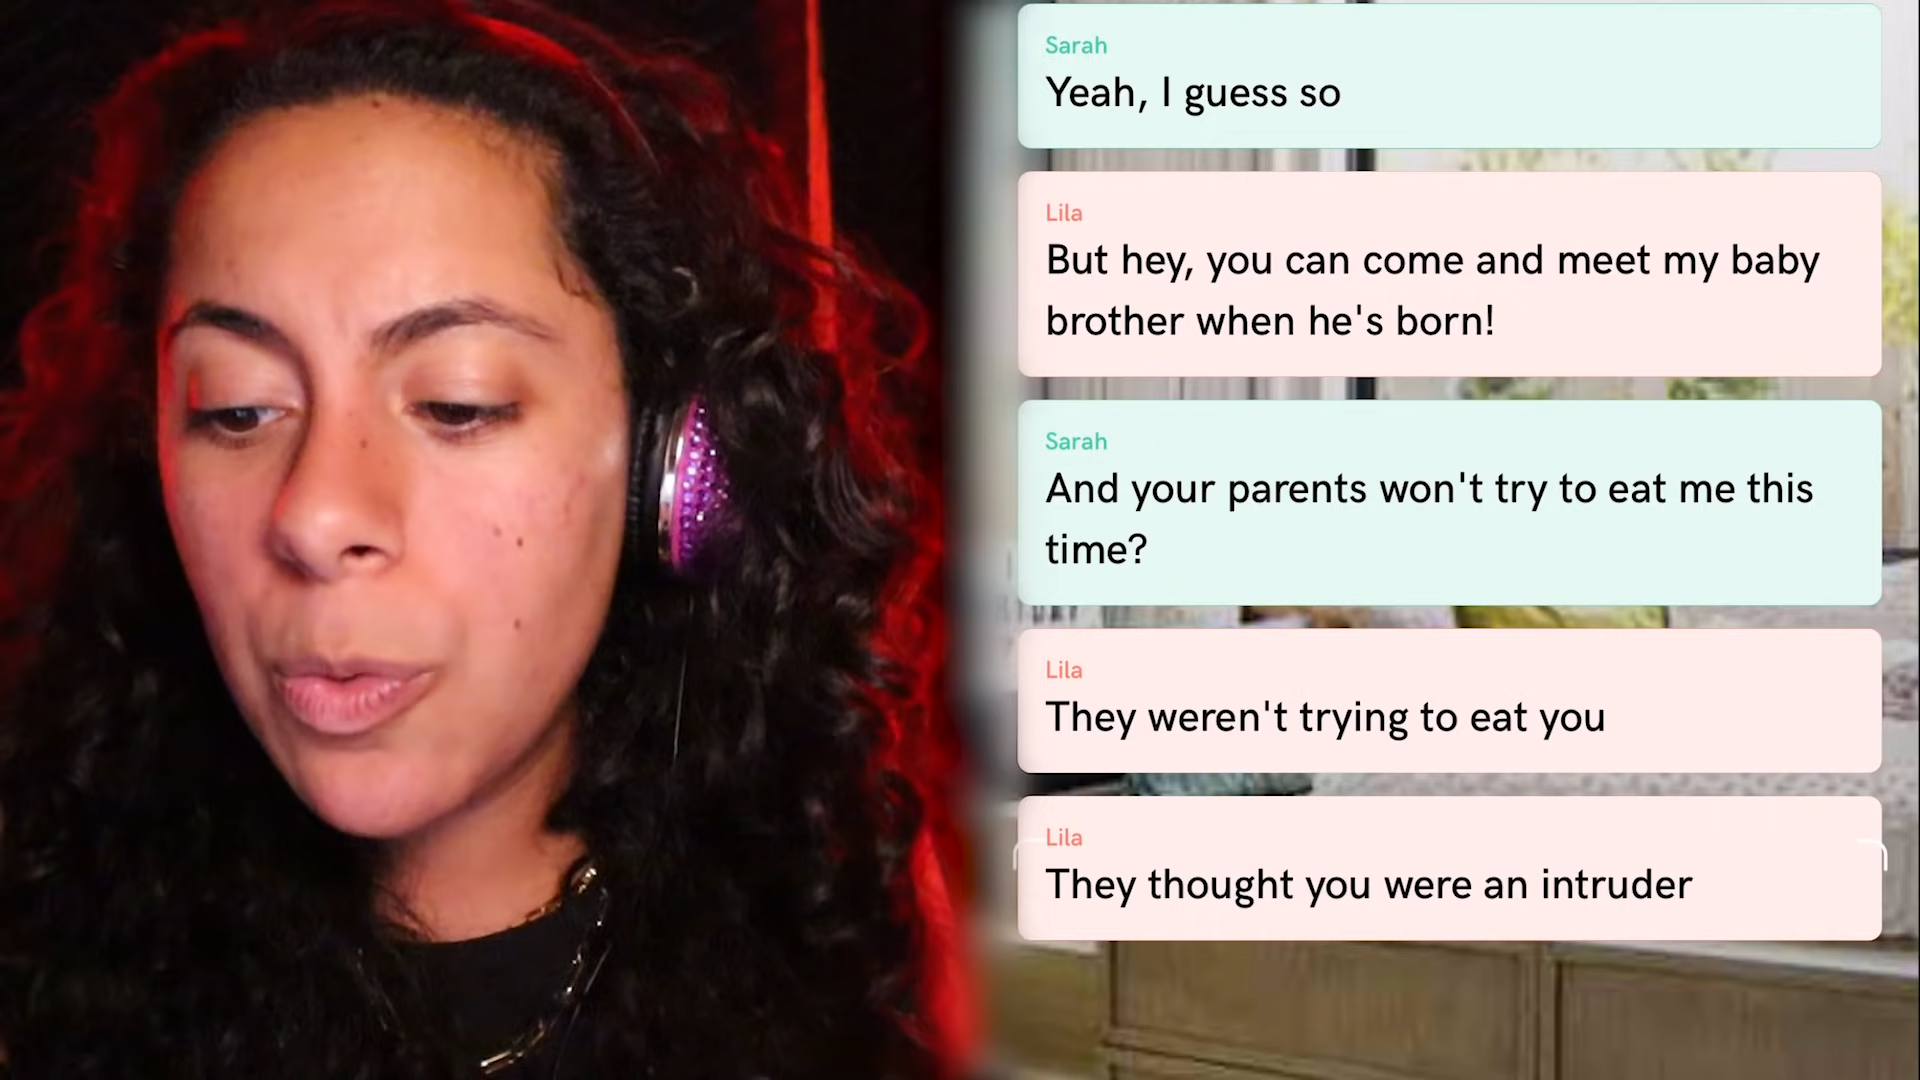 Sarah
Yeah, I guess so
Lila
But hey, you can come and meet my baby
brother when he's born!
Sarah
And your parents won't try to eat me this
time?
Lila
They weren't trying to eat you
Lila
They thought you were an intruder